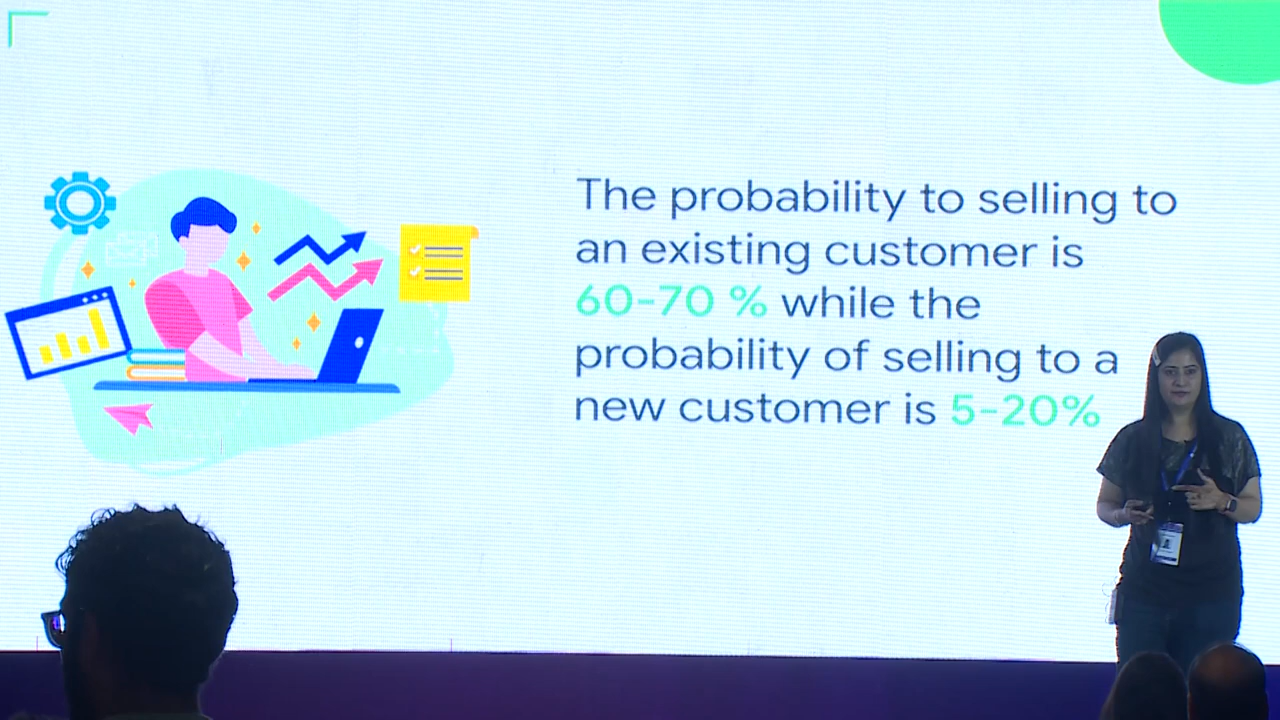 The probability to selling to
an existing customer is
60-70 % while the
probability of selling to a
new customer is 5-20%